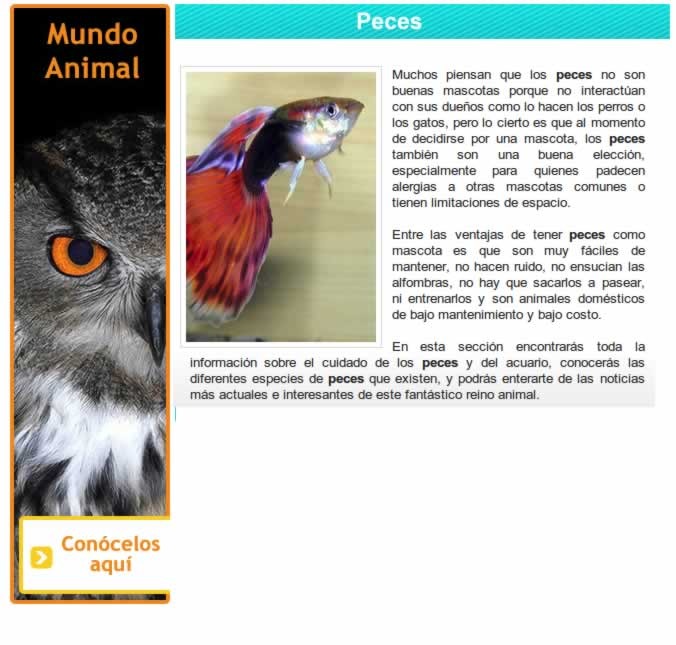 Mundo
Animal
Conócelos
aquí
Peces
Muchos piensan que los peces no son
buenas mascotas porque no interactúan
con sus dueños como lo hacen los perros o
los gatos, pero lo cierto es que al momento
de decidirse por una mascota, los peces
también son una buena elección,
especialmente para quienes padecen
alergias a otras mascotas comunes o
tienen limitaciones de espacio.
Entre las ventajas de tener peces como
mascota es que son muy fáciles de
mantener, no hacen ruido, no ensucian las
alfombras, no hay que sacarlos a pasear,
ni entrenarlos y son animales domésticos
de bajo mantenimiento y bajo costo.
En esta sección encontrarás toda la
información sobre el cuidado de los peces y del acuario, conocerás las
diferentes especies de peces que existen, y podrás enterarte de las noticias
más actuales e interesantes de este fantástico reino animal.